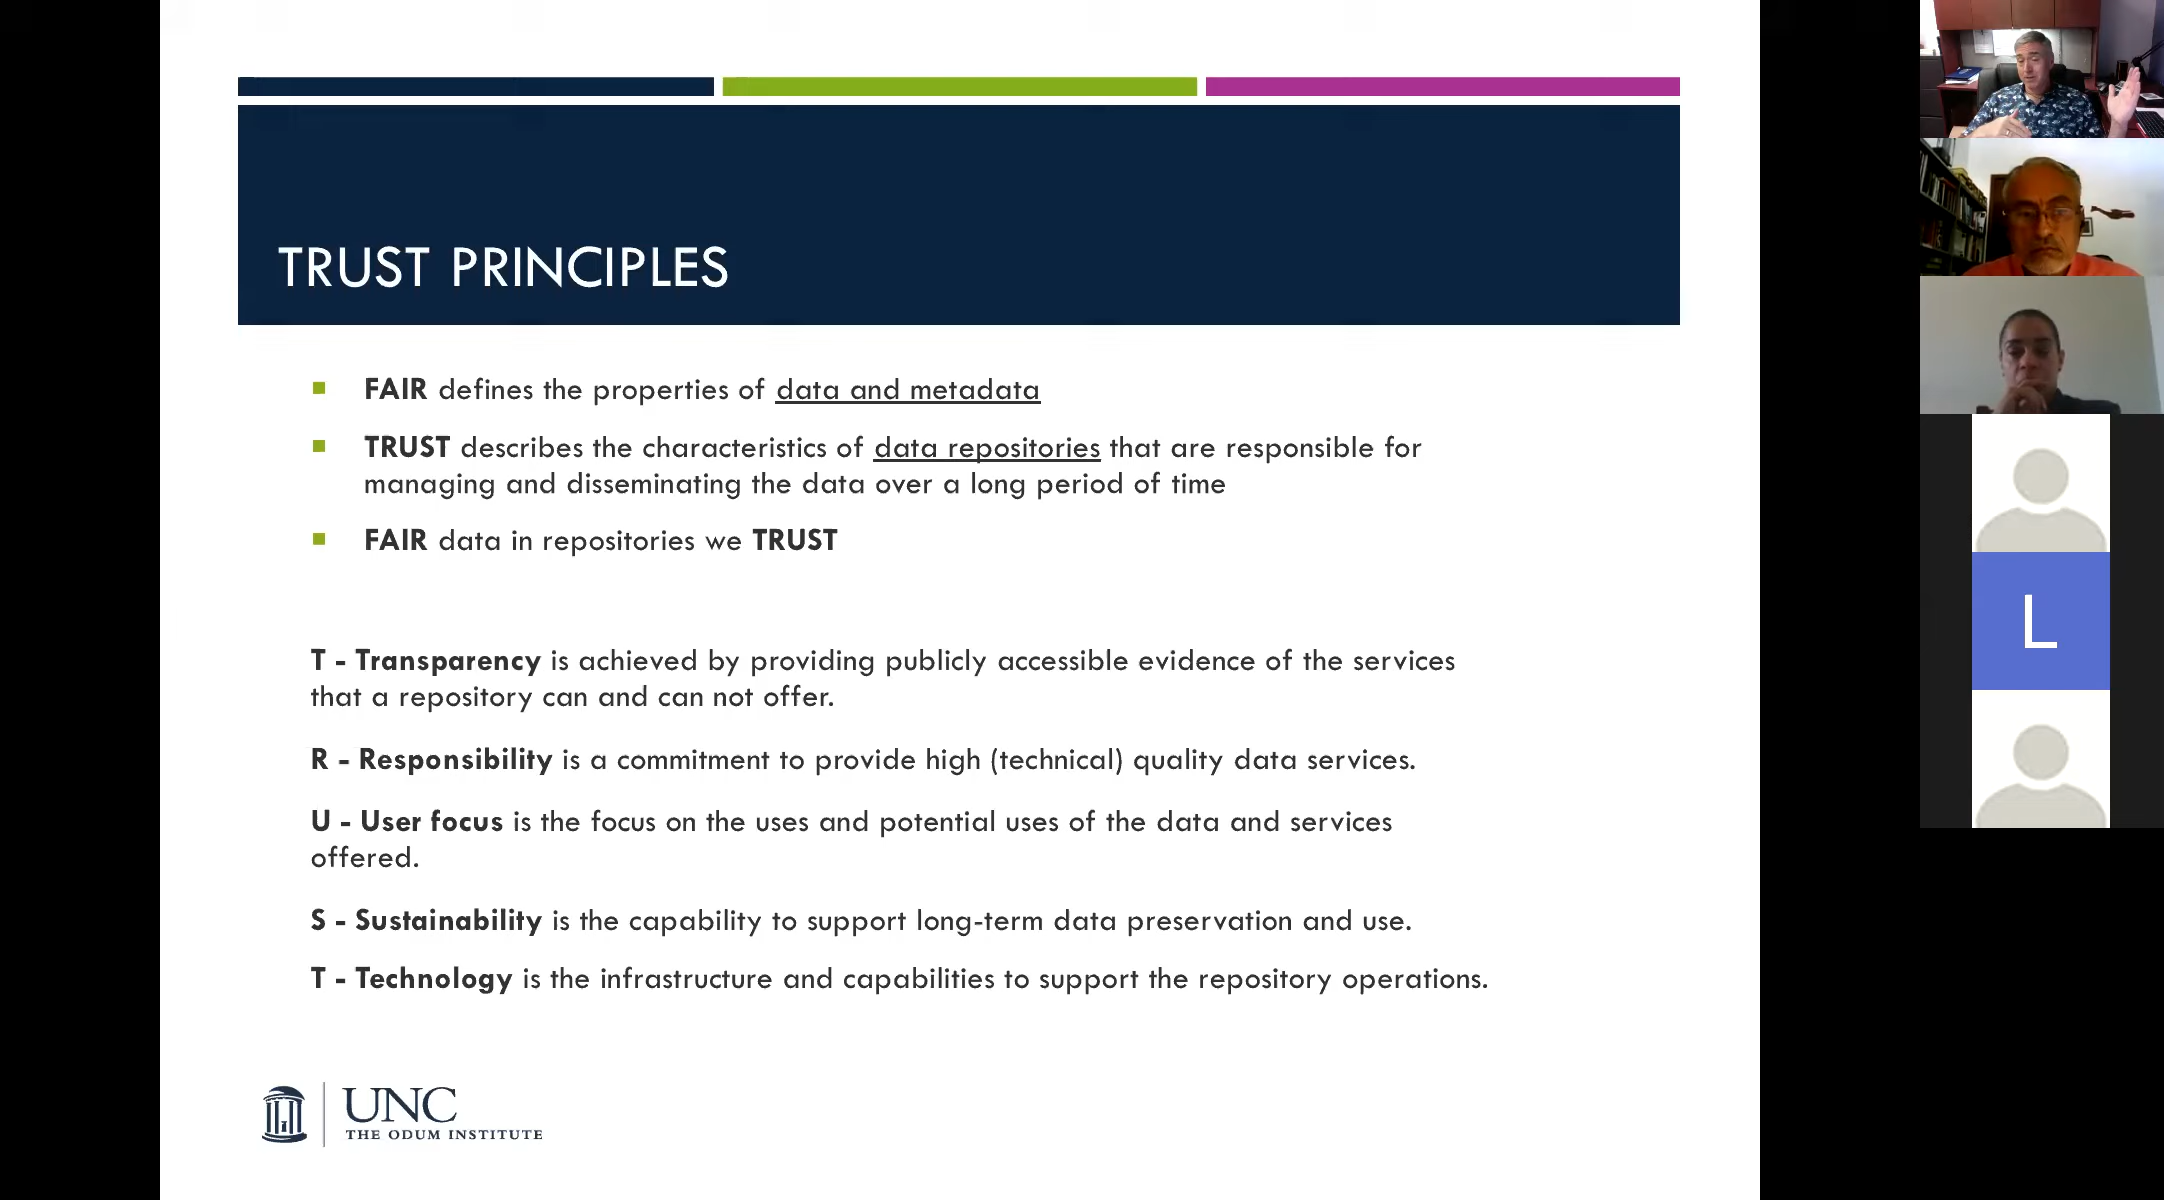 TRUST PRINCIPLES
FAIR defines the properties of data and metadata
TRUST describes the characteristics of data repositories that are responsible for
managing and disseminating the data over a long period of time
FAIR data in repositories we TRUST
T - Transparency is achieved by providing publicly accessible evidence of the services
that a repository can and can not offer.
R - Responsibility is a commitment to provide high (technical) quality data services.
U - User focus is the focus on the uses and potential uses of the data and services
offered.
S - Sustainability is the capability to support long-term data preservation and use.
T - Technology is the infrastructure and capabilities to support the repository operations.
UNC
THE ODUM INSTITUTE
L